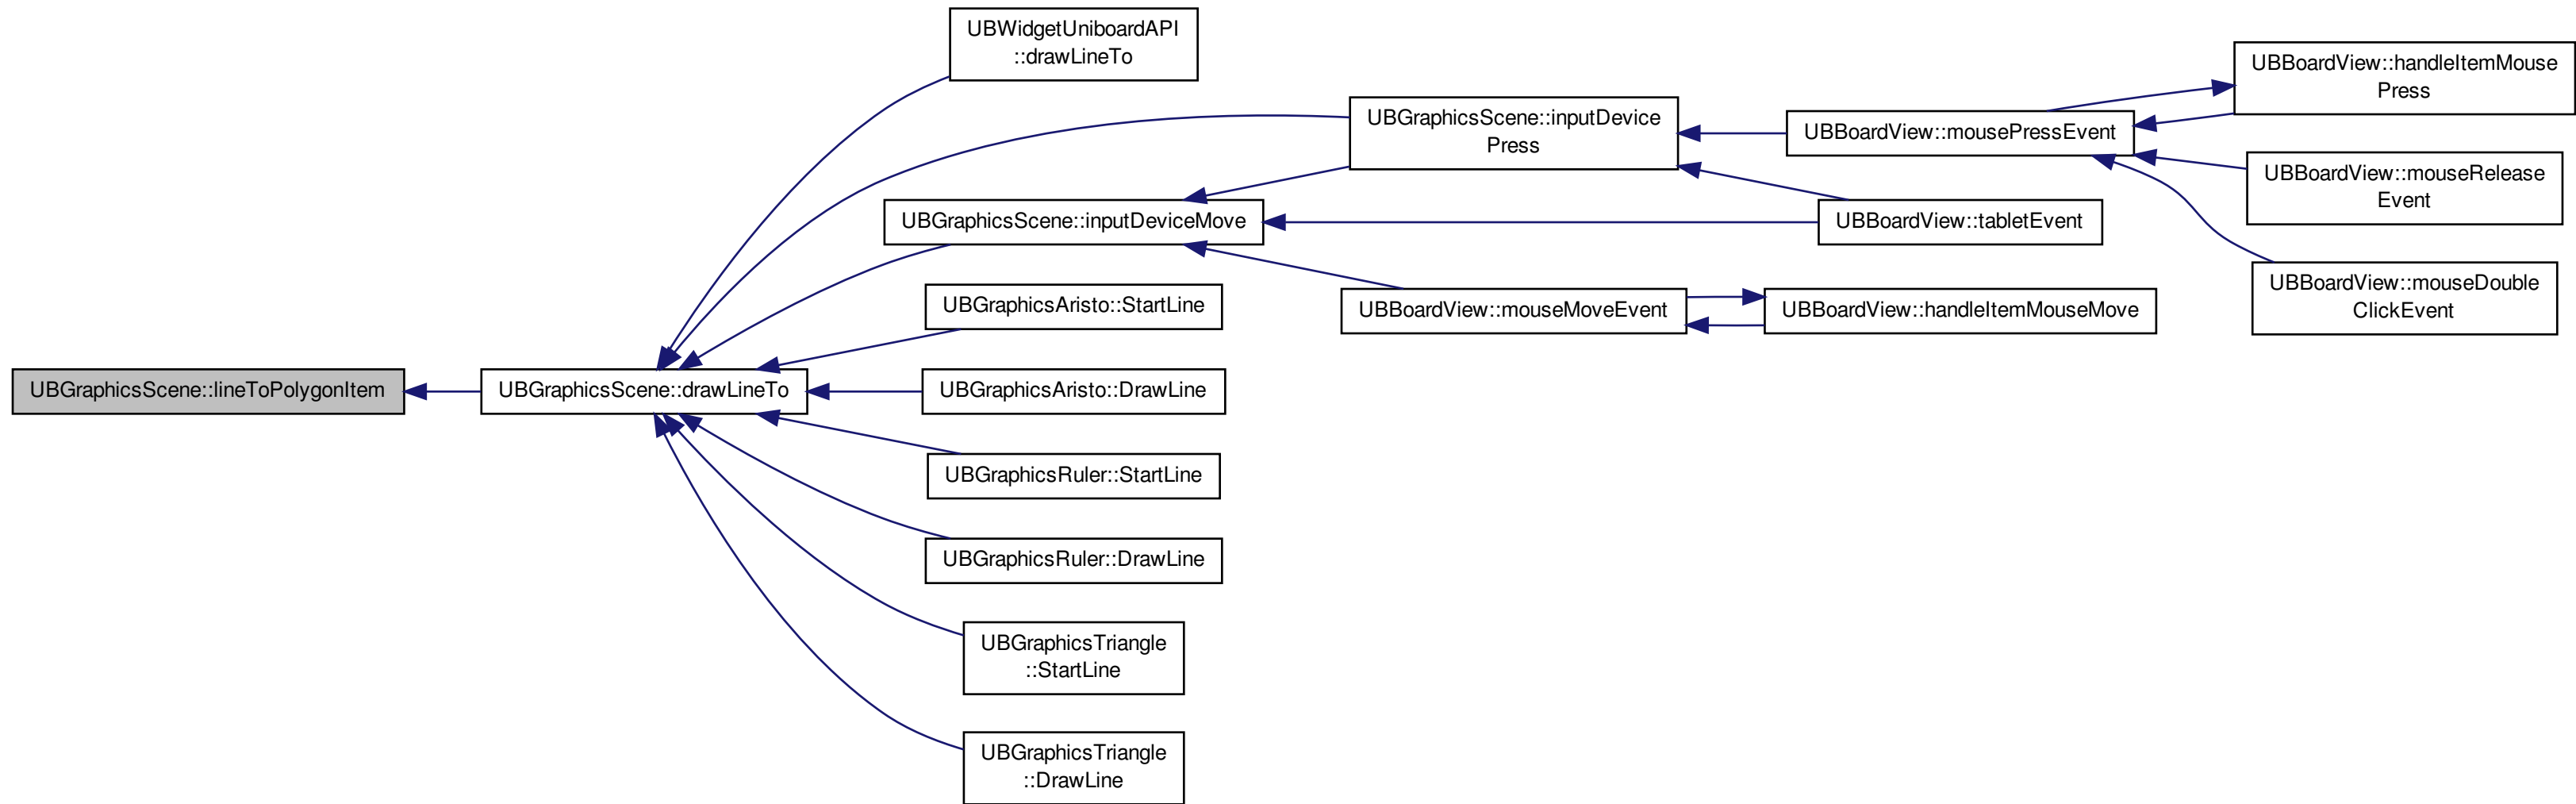 UBWidgetUniboardAPI
::drawLineTo
UBGraphicsScene::inputDevice
Press
UBBoardView::mousePressEvent
UBBoardView::handleItemMouse
Press
UBBoardView::mouseRelease
Event
UBBoardView::mouseDouble
ClickEvent
UBGraphicsScene::inputDeviceMove
UBBoardView::tabletEvent
UBBoardView::mouseMoveEvent
UBBoardView::handleItemMouseMove
UBGraphicsAristo::StartLine
UBGraphicsScene::lineToPolygonItem
UBGraphicsScene::drawLineTo
UBGraphicsAristo::DrawLine
UBGraphicsRuler::StartLine
UBGraphicsRuler::DrawLine
UBGraphicsTriangle
::StartLine
UBGraphicsTriangle
::DrawLine